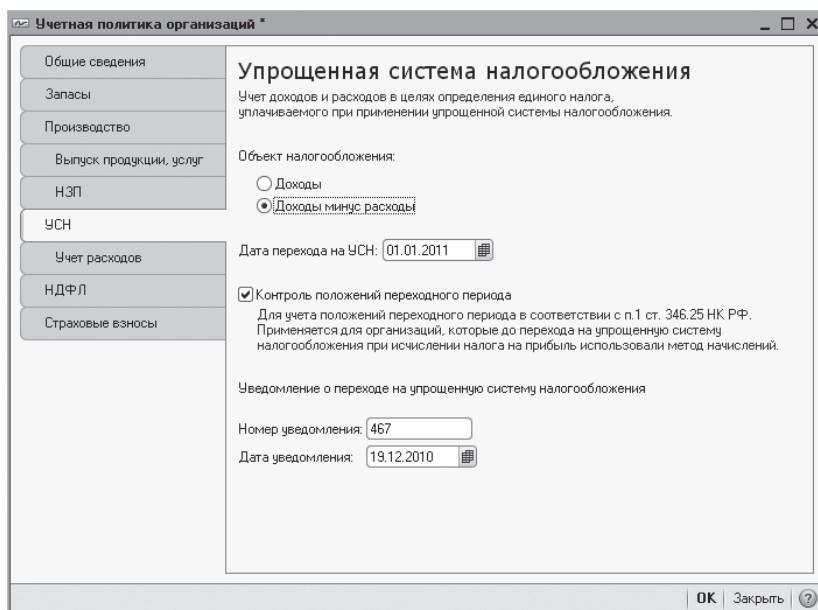 Учетная политика организаций *
Общие сведения
Запасы
Производство
Выпуск продукции, услуг
НЗП
УСН
Учет расходов
НДФЛ
Страховые взносы
Упрощенная система налогообложения
Учет доходов и расходов в целях определения единого налога,
уплачиваемого при применении упрощенной системы налогообложения.
Объект налогообложения:
Доходы
Доходы минус расходы
Дата перехода на УСН: 01.01.2011
Контроль положений переходного периода
Для учета положений переходного периода в соответствии с п.1 ст. 346.25 НК РФ.
Применяется для организаций, которые до перехода на упрощенную систему
налогообложения при исчислении налога на прибыль использовали метод начислений.
Уведомление о переходе на упрощенную систему налогообложения
Номер уведомления: 467
Дата уведомления: 19.12.2010
OK Закрыть ?